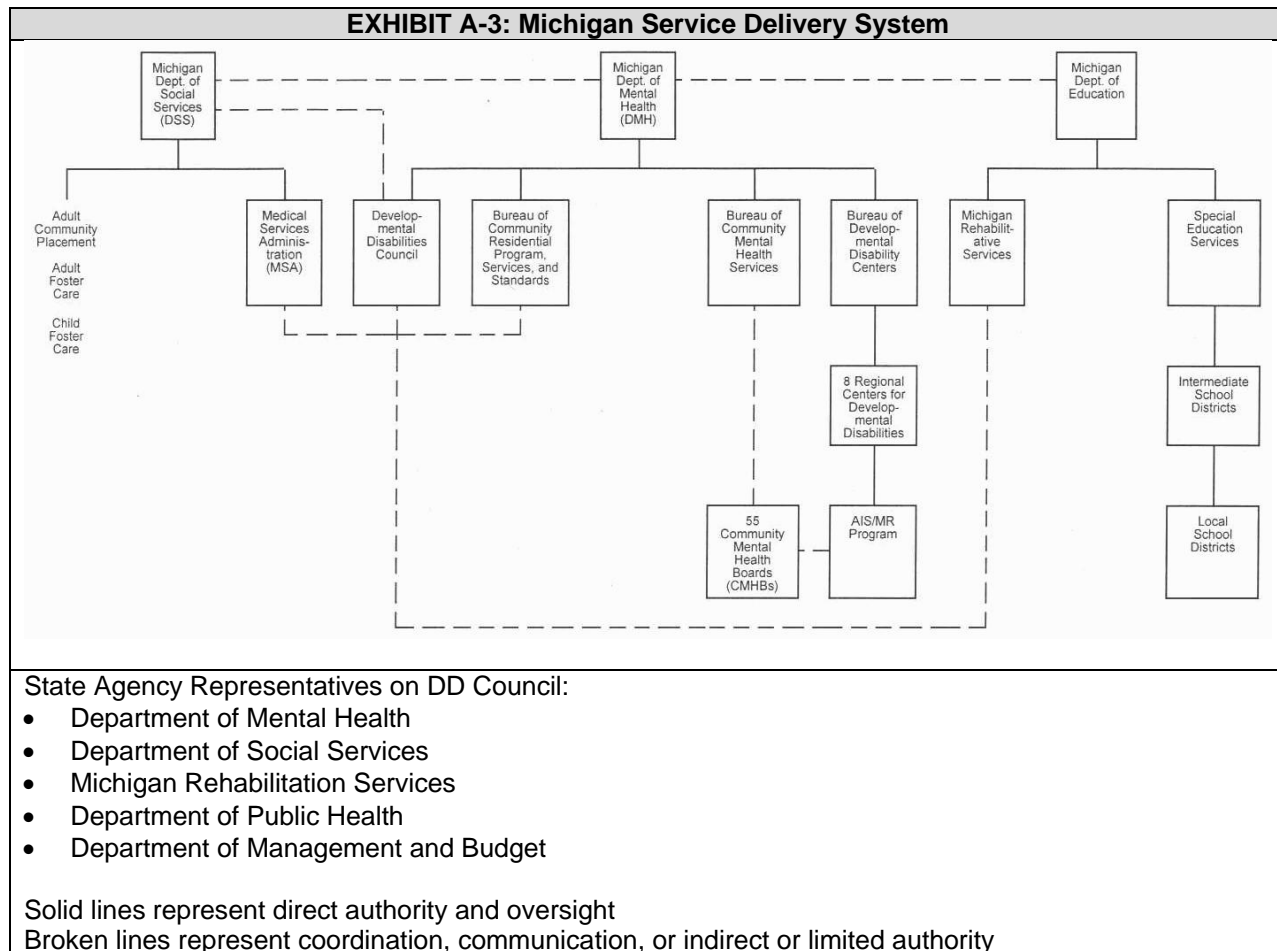 EXHIBIT A-3: Michigan Service Delivery System
Michigan
Dept. of
Social
Services
(DSS)
Michigan
Dept. of
Mental
Health
(DMH)
Michigan
Dept. of
Education
Adult
Community
Placement
Adult
Foster
Care
Child
Foster
Care
Medical
Services
Adminis-
tration
(MSA)
Develop-
mental
Disabilities
Council
Bureau of
Community
Residential
Program,
Services, and
Standards
Bureau of
Community
Mental
Health
Services
Bureau of
Develop-
mental
Disability
Centers
Michigan
Rehabilit-
ative
Services
Special
Education
Services
8 Regional
Centers for
Develop-
mental
Disabilities
Intermediate
School
Districts
55
Community
Mental
Health
Boards
(CMHBs)
AIS/MR
Program
Local
School
Districts
State Agency Representatives on DD Council:
• Department of Mental Health
• Department of Social Services
• Michigan Rehabilitation Services
• Department of Public Health
• Department of Management and Budget
Solid lines represent direct authority and oversight
Broken lines represent coordination, communication, or indirect or limited authority